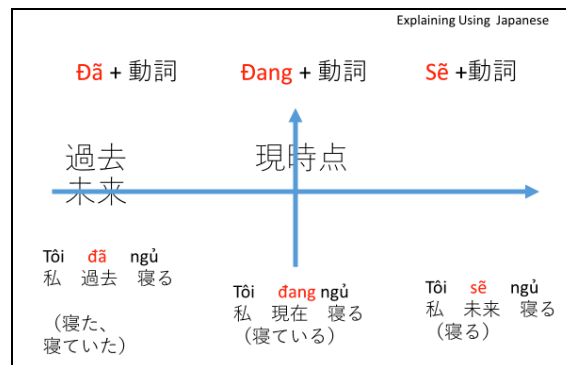 Explaining Using Japanese
Đã + 動詞
Đang + 動詞
Sẽ +動詞
過去
未来
現時点
Tôi đã ngủ
私 過去 寝る
(寝た、
寝ていた)
Tôi đang ngủ
私 現在 寝る
(寝ている)
Tôi sẽ ngủ
私 未来 寝る
(寝る)